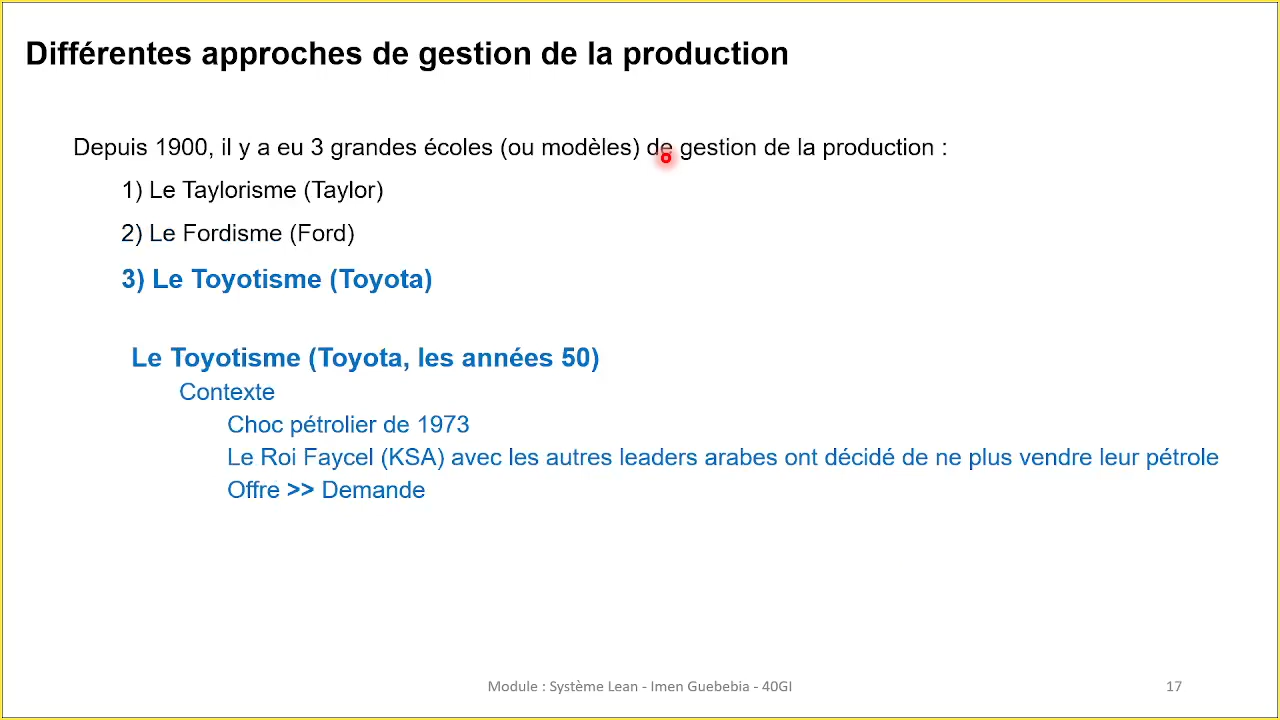 Différentes approches de gestion de la production
Depuis 1900, il y a eu 3 grandes écoles (ou modèles) de gestion de la production :
1) Le Taylorisme (Taylor)
2) Le Fordisme (Ford)
3) Le Toyotisme (Toyota)
Le Toyotisme (Toyota, les années 50)
Contexte
Choc pétrolier de 1973
Le Roi Faycel (KSA) avec les autres leaders arabes ont décidé de ne plus vendre leur pétrole
Offre >> Demande
Module : Système Lean - Imen Guebebia - 40GI
17